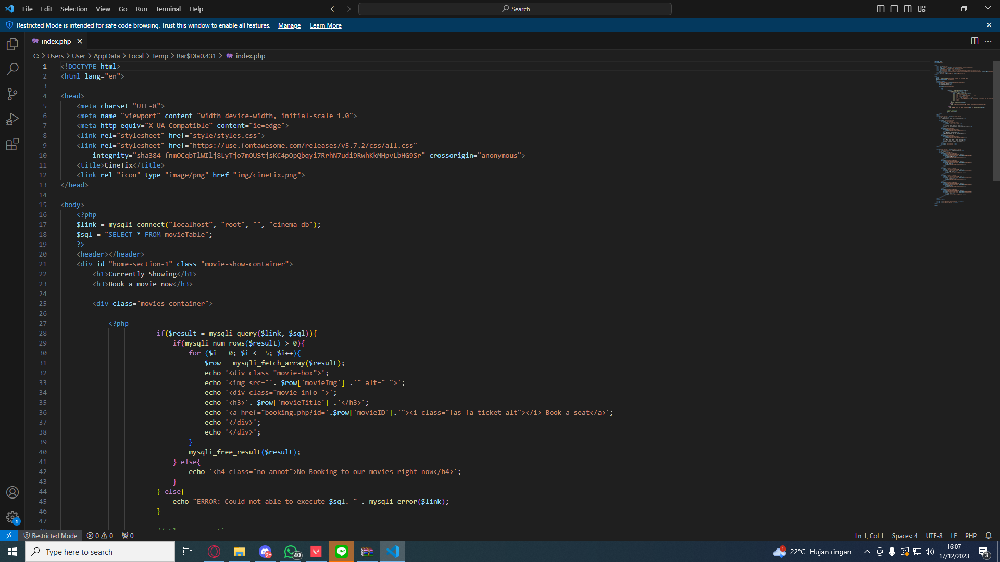 File Edit Selection View Go Run Terminal Help
Search
Restricted Mode is intended for safe code browsing. Trust this window to enable all features. Manage Learn More
index.php
C: > Users > User > AppData > Local > Temp > Rar$DIa0.431 > index.php
1 <!DOCTYPE html>
2 <html lang="en">
3
4 <head>
5 <meta charset="UTF-8">
6 <meta name="viewport" content="width=device-width, initial-scale=1.0">
7 <meta http-equiv="X-UA-Compatible" content="ie=edge">
8 <link rel="stylesheet" href="style/styles.css">
9 <link rel="stylesheet" href="https://use.fontawesome.com/releases/v5.7.2/css/all.css"
10 integrity="sha384-fnmOCqbTlWIlj8LyTjo7mOUStjsKC4pOpQbqyi7RrhN7udi9RwhKkMHpvLbHG9Sr" crossorigin="anonymous">
11 <title>CineTix</title>
12 <link rel="icon" type="image/png" href="img/cinetix.png">
13 </head>
14
15 <body>
16 <?php
17 $link = mysqli_connect("localhost", "root", "", "cinema_db");
18 $sql = "SELECT * FROM movieTable";
19 ?>
20 <header></header>
21 <div id="home-section-1" class="movie-show-container">
22 <h1>Currently Showing</h1>
23 <h3>Book a movie now</h3>
24
25 <div class="movies-container">
26
27 <?php
28 if($result = mysqli_query($link, $sql)){
29 if(mysqli_num_rows($result) > 0){
30 for ($i = 0; $i <= 5; $i++){
31 $row = mysqli_fetch_array($result);
32 echo '<div class="movie-box">';
33 echo '<img src="'. $row['movieImg'] .'" alt=" ">';
34 echo '<div class="movie-info ">';
35 echo '<h3>'. $row['movieTitle'] .'</h3>';
36 echo '<a href="booking.php?id='.$row['movieID'].'"><i class="fas fa-ticket-alt"></i> Book a seat</a>';
37 echo '</div>';
38 echo '</div>';
39 }
40 mysqli_free_result($result);
41 } else{
42 echo '<h4 class="no-annot">No Booking to our movies right now</h4>';
43 }
44 } else{
45 echo "ERROR: Could not able to execute $sql. " . mysqli_error($link);
46 }
47
1
Restricted Mode 0 0 0 Ln 1, Col 1 Spaces: 4 UTF-8 LF PHP
Type here to search 9+ 40 LINE 1 22°C Hujan ringan 16:07
17/12/2023 3